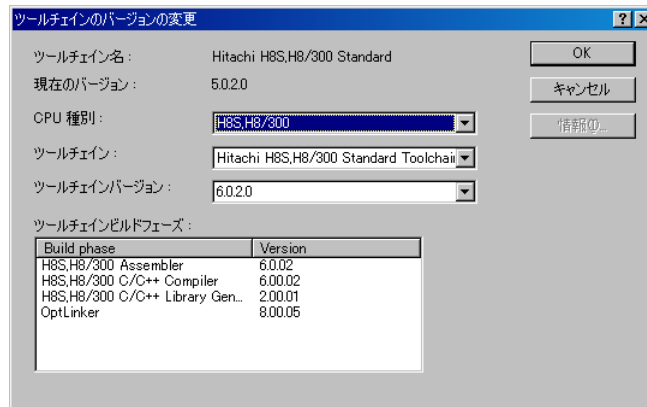 ツールチェインのバージョンの変更
ツールチェイン名： Hitachi H8S,H8/300 Standard
OK
現在のバージョン： 5.0.2.0
キャンセル
CPU 種別： H8S,H8/300
情報(I)...
ツールチェイン： Hitachi H8S,H8/300 Standard Toolchai
ツールチェインバージョン： 6.0.2.0
ツールチェインビルドフェーズ：
Build phase Version
H8S,H8/300 Assembler 6.0.02
H8S,H8/300 C/C++ Compiler 6.00.02
H8S,H8/300 C/C++ Library Gen... 2.00.01
OptLinker 8.00.05